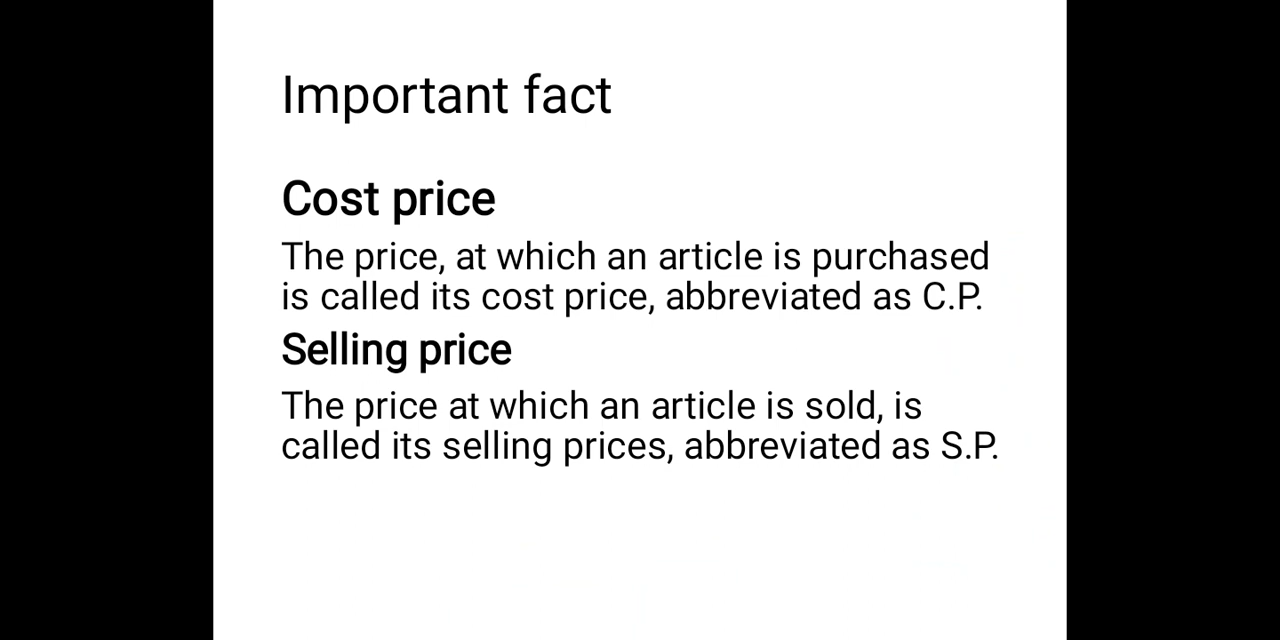 Important fact
Cost price
The price, at which an article is purchased
is called its cost price, abbreviated as C.P.
Selling price
The price at which an article is sold, is
called its selling prices, abbreviated as S.P.